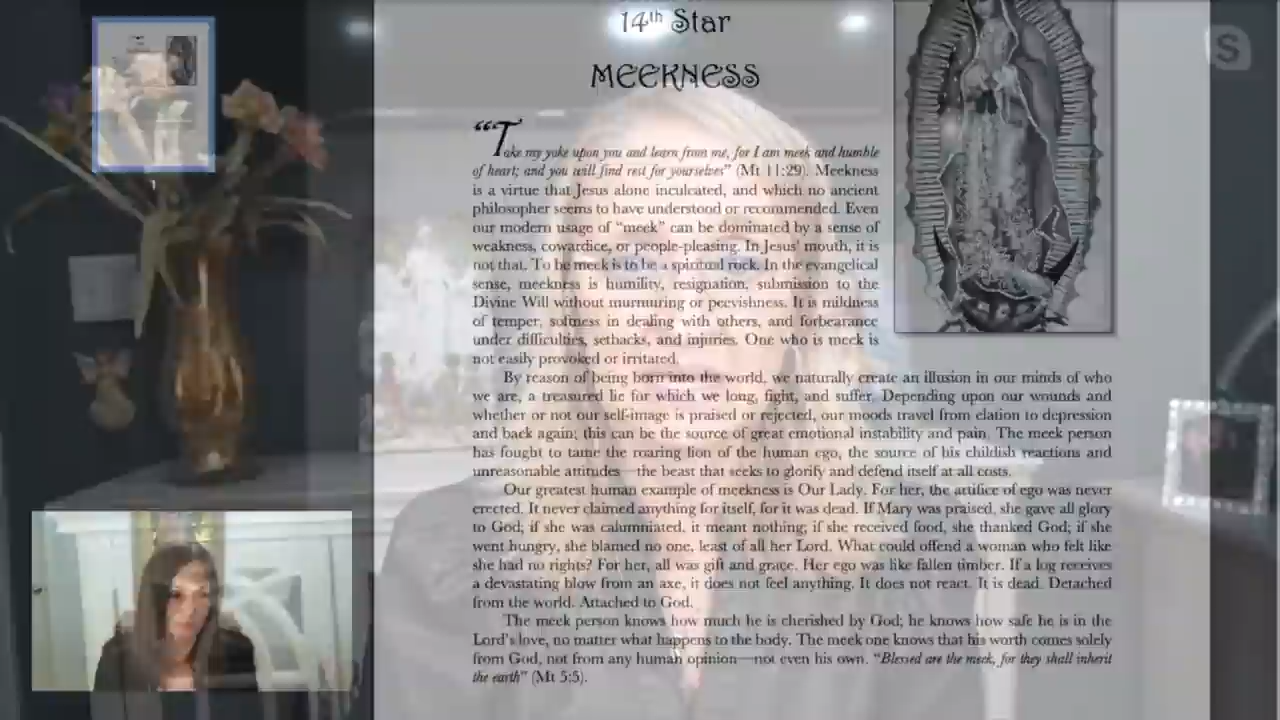 14th Star
MEEKNESS
“Take my yoke upon you and learn from me, for I am meek and humble
of heart; and you will find rest for yourselves” (Mt 11:29). Meekness
is a virtue that Jesus alone inculcated, and which no ancient
philosopher seems to have understood or recommended. Even
our modern usage of “meek” can be dominated by a sense of
weakness, cowardice, or people-pleasing. In Jesus’ mouth, it is
not that. To be meek is to be a spiritual rock. In the evangelical
sense, meekness is humility, resignation, submission to the
Divine Will without murmuring or peevishness. It is mildness
of temper, softness in dealing with others, and forbearance
under difficulties, setbacks, and injuries. One who is meek is
not easily provoked or irritated.
By reason of being born into the world, we naturally create an illusion in our minds of who
we are, a treasured lie for which we long, fight, and suffer. Depending upon our wounds and
whether or not our self-image is praised or rejected, our moods travel from elation to depression
and back again; this can be the source of great emotional instability and pain. The meek person
has fought to tame the roaring lion of the human ego, the source of his childish reactions and
unreasonable attitudes—the beast that seeks to glorify and defend itself at all costs.
Our greatest human example of meekness is Our Lady. For her, the artifice of ego was never
erected. It never claimed anything for itself, for it was dead. If Mary was praised, she gave all glory
to God; if she was calumniated, it meant nothing; if she received food, she thanked God; if she
went hungry, she blamed no one, least of all her Lord. What could offend a woman who felt like
she had no rights? For her, all was gift and grace. Her ego was like fallen timber. If a log receives
a devastating blow from an axe, it does not feel anything. It does not react. It is dead. Detached
from the world. Attached to God.
The meek person knows how much he is cherished by God; he knows how safe he is in the
Lord’s love, no matter what happens to the body. The meek one knows that his worth comes solely
from God, not from any human opinion—not even his own. “Blessed are the meek, for they shall inherit
the earth” (Mt 5:5).